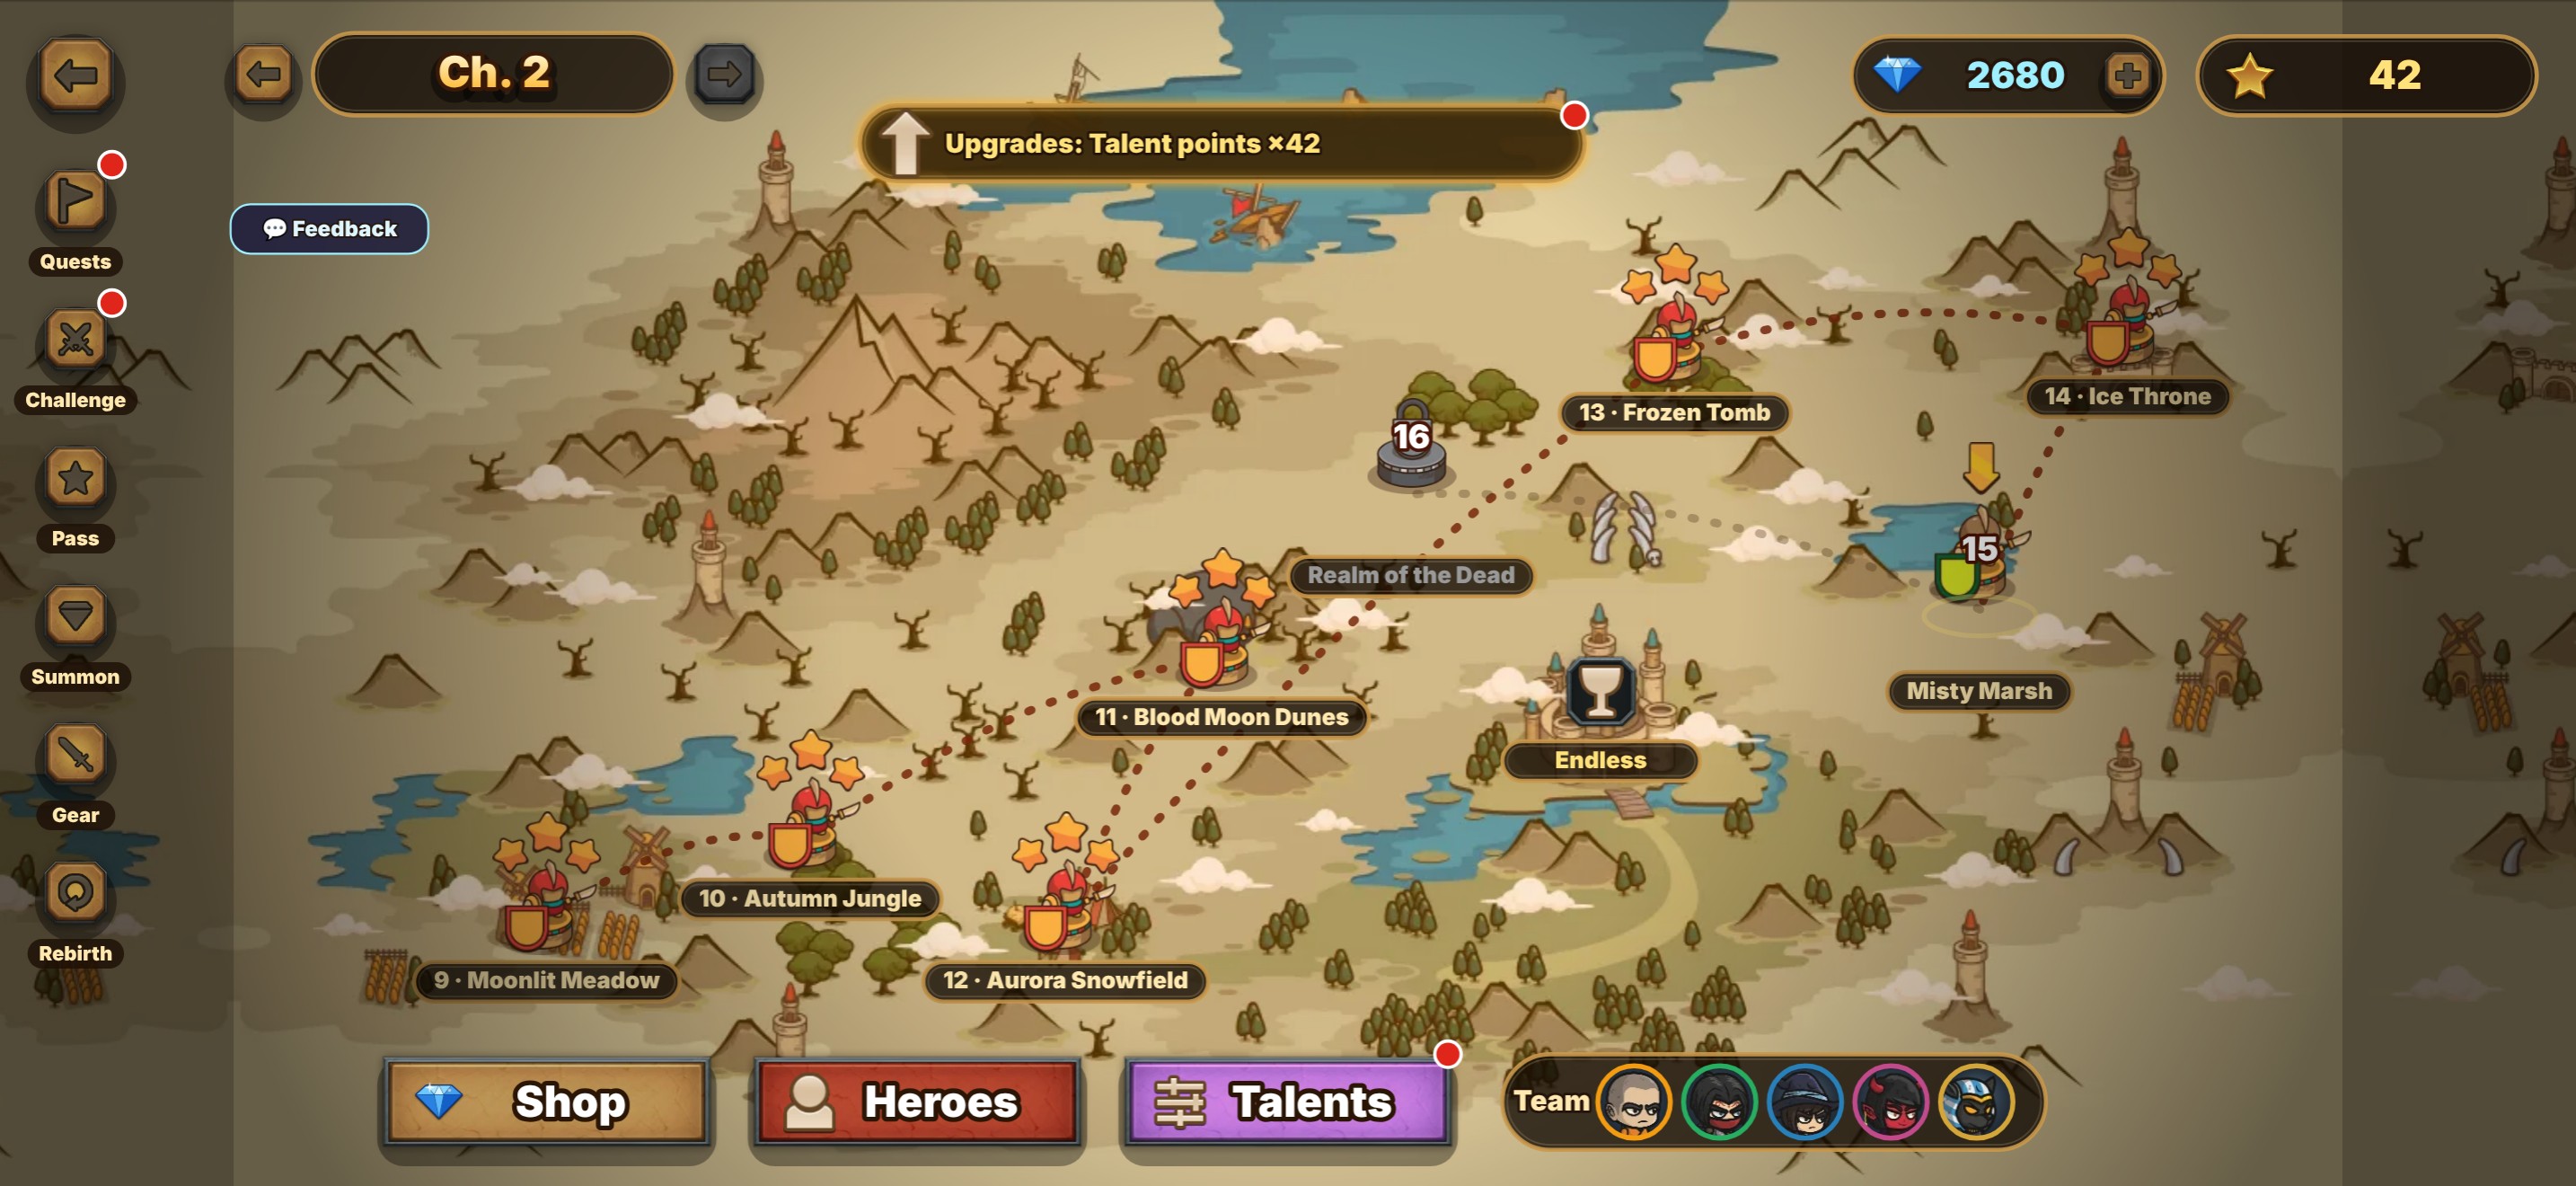 Ch. 2
2680
42
Upgrades: Talent points ×42
Quests
Feedback
Challenge
Pass
Summon
Gear
Rebirth
13 · Frozen Tomb
14 · Ice Throne
16
Realm of the Dead
15
Misty Marsh
11 · Blood Moon Dunes
Endless
10 · Autumn Jungle
9 · Moonlit Meadow
12 · Aurora Snowfield
Shop
Heroes
Talents
Team